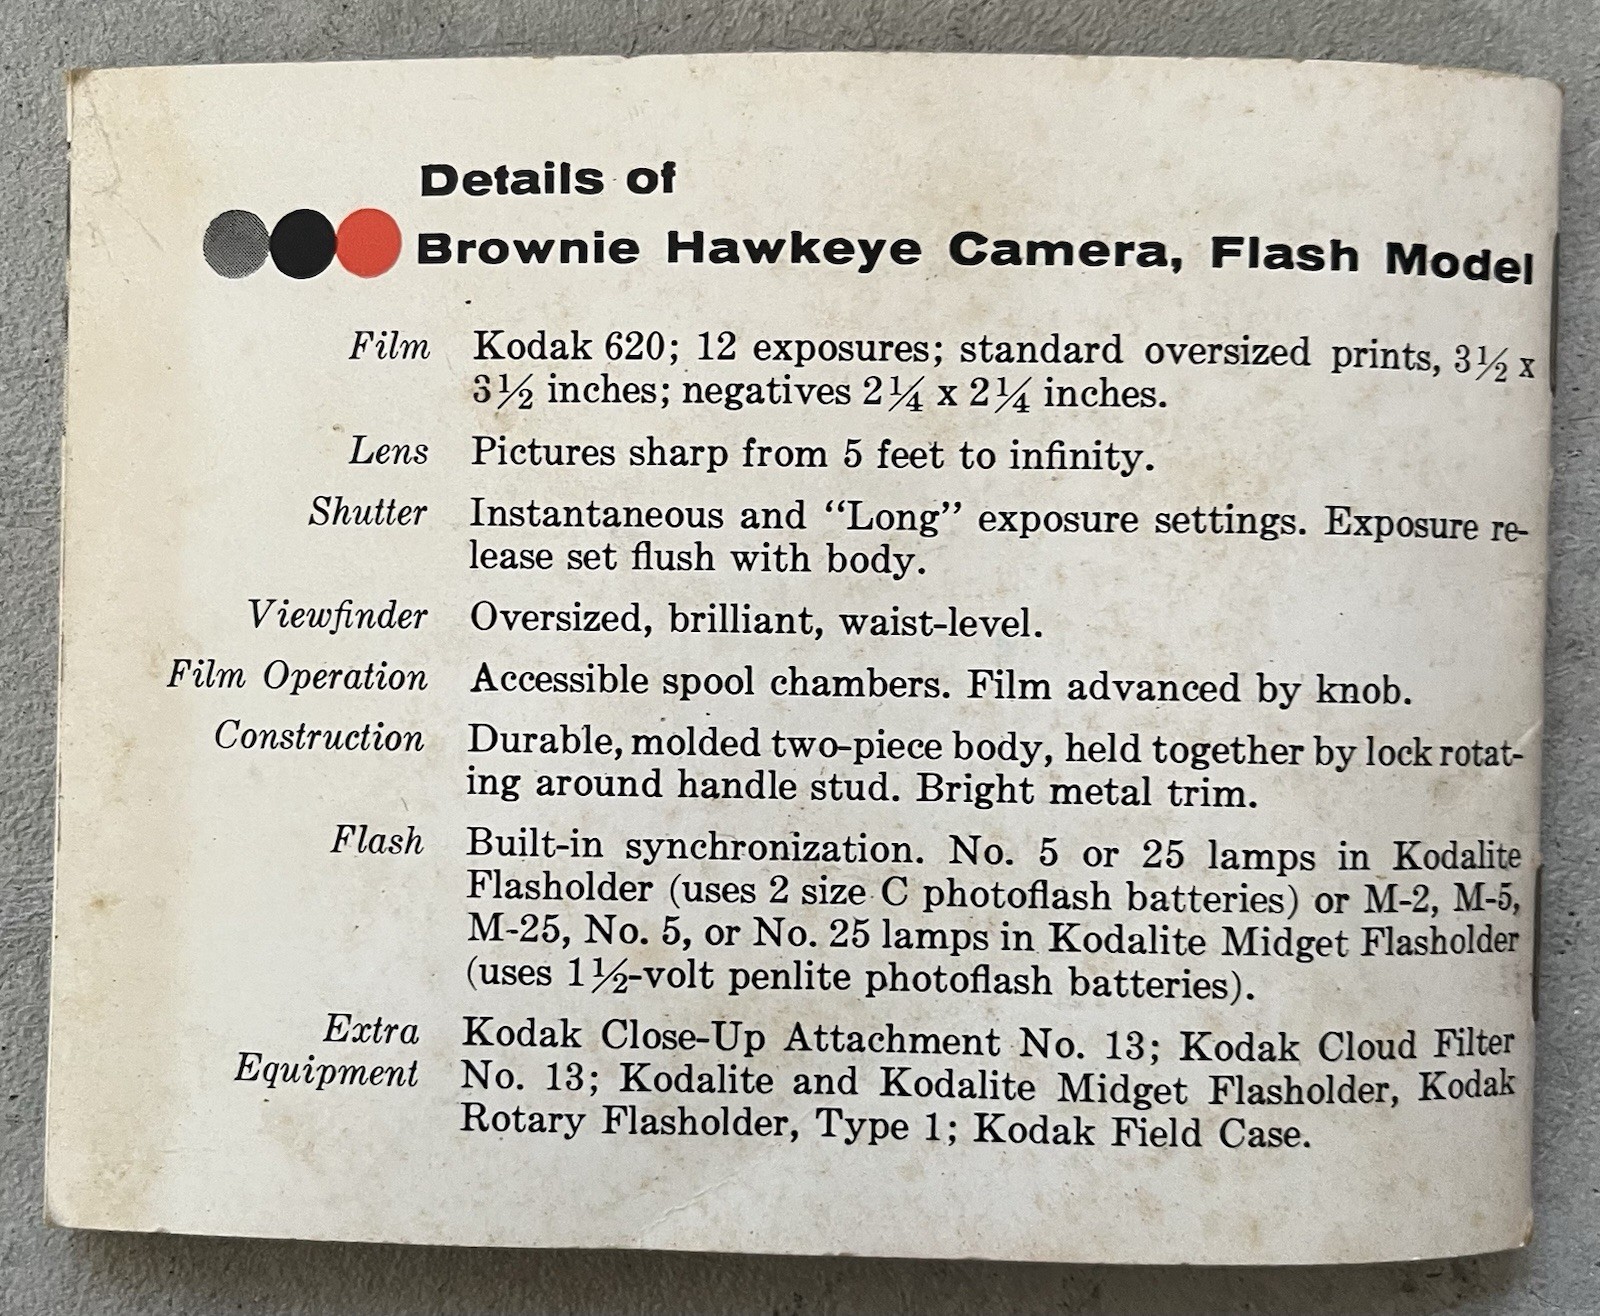 Details of
Brownie Hawkeye Camera, Flash Model
Film Kodak 620; 12 exposures; standard oversized prints, 3½ x
3½ inches; negatives 2¼ x 2¼ inches.
Lens Pictures sharp from 5 feet to infinity.
Shutter Instantaneous and “Long” exposure settings. Exposure re-
lease set flush with body.
Viewfinder Oversized, brilliant, waist-level.
Film Operation Accessible spool chambers. Film advanced by knob.
Construction Durable, molded two-piece body, held together by lock rotat-
ing around handle stud. Bright metal trim.
Flash Built-in synchronization. No. 5 or 25 lamps in Kodalite
Flasholder (uses 2 size C photoflash batteries) or M-2, M-5,
M-25, No. 5, or No. 25 lamps in Kodalite Midget Flasholder
(uses 1½-volt penlite photoflash batteries).
Extra Kodak Close-Up Attachment No. 13; Kodak Cloud Filter
Equipment No. 13; Kodalite and Kodalite Midget Flasholder, Kodak
Rotary Flasholder, Type 1; Kodak Field Case.